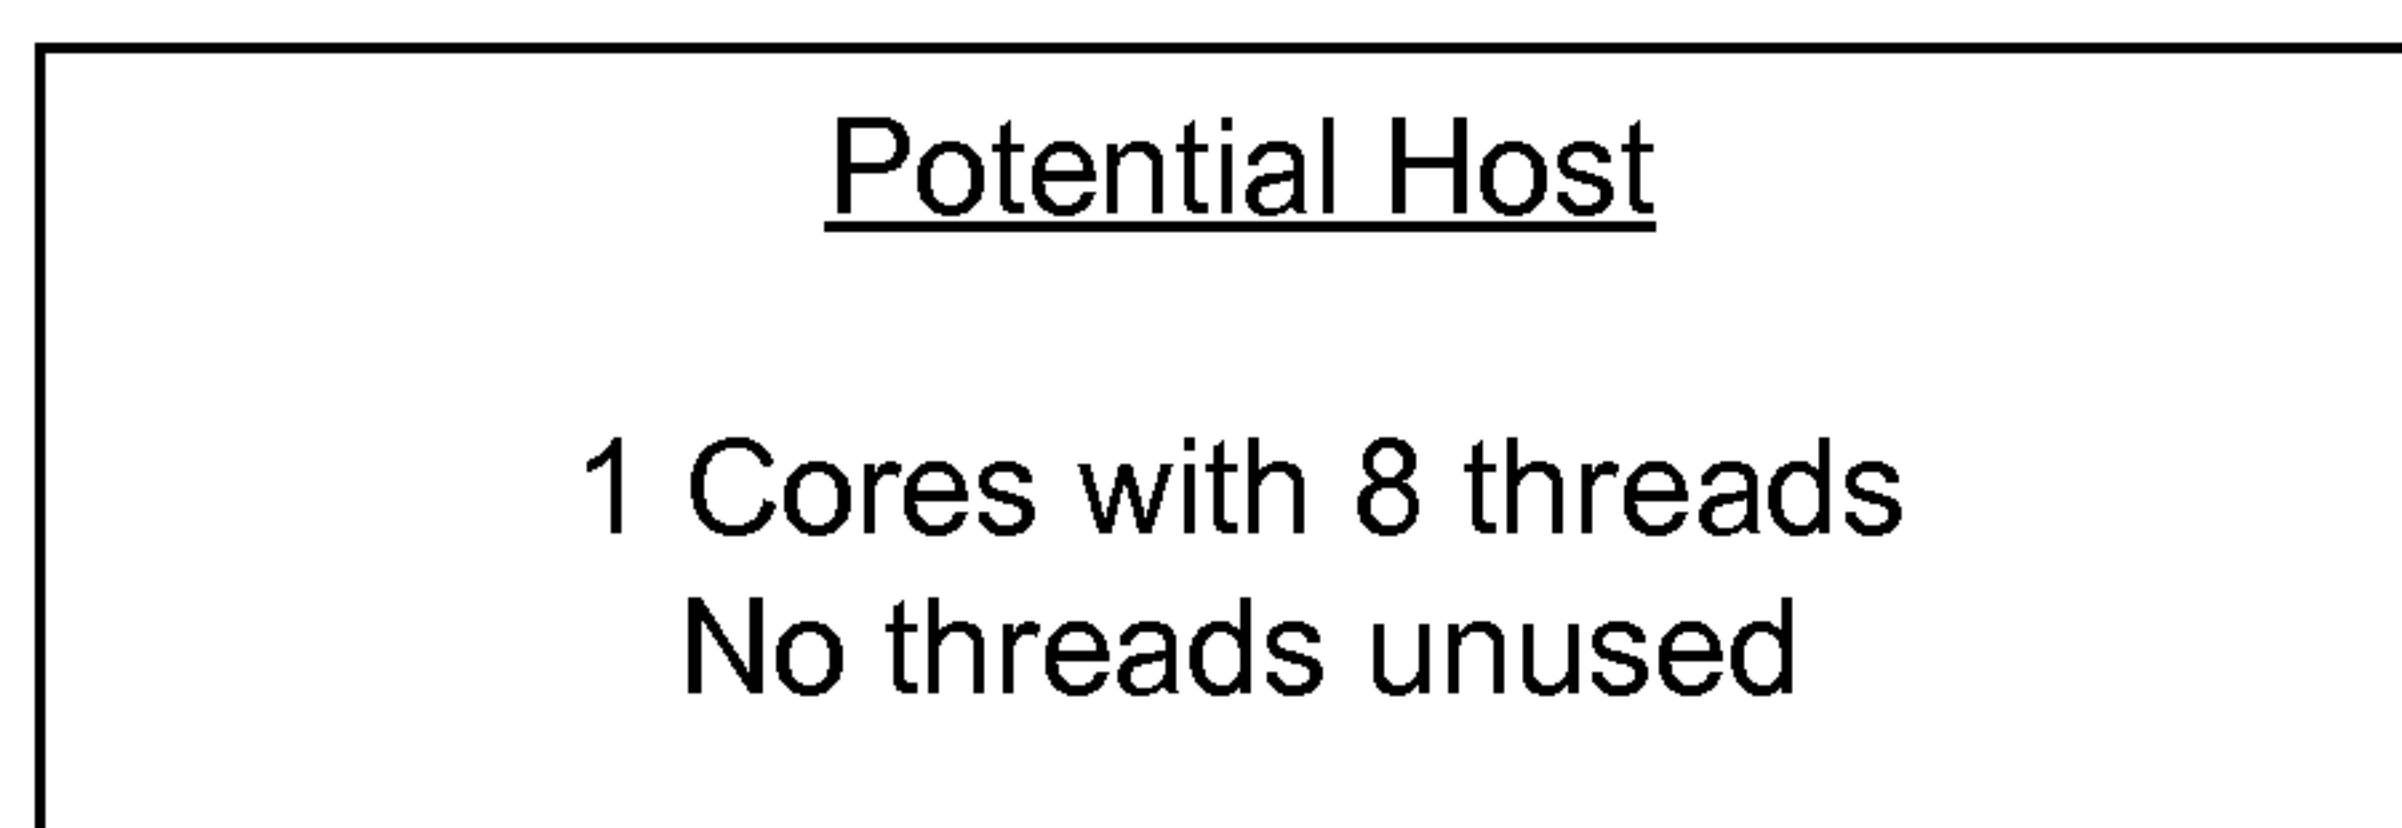 Potential Host
1 Cores with 8 threads
No threads unused